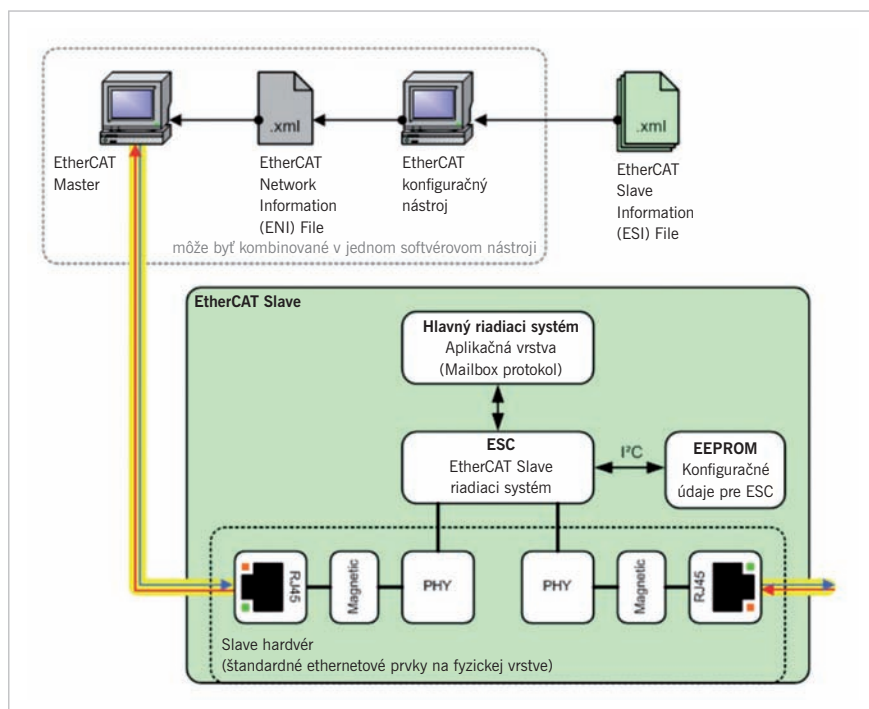 .xml
.xml
EtherCAT
Master
EtherCAT
Network
Information
(ENI) File
EtherCAT
konfiguračný
nástroj
EtherCAT
Slave
Information
(ESI) File
môže byť kombinované v jednom softvérovom nástroji
EtherCAT Slave
Hlavný riadiaci systém
Aplikačná vrstva
(Mailbox protokol)
ESC
EtherCAT Slave
riadiaci systém
I²C
EEPROM
Konfiguračné
údaje pre ESC
RJ45
Magnetic
PHY
PHY
Magnetic
RJ45
Slave hardvér
(štandardné ethernetové prvky na fyzickej vrstve)